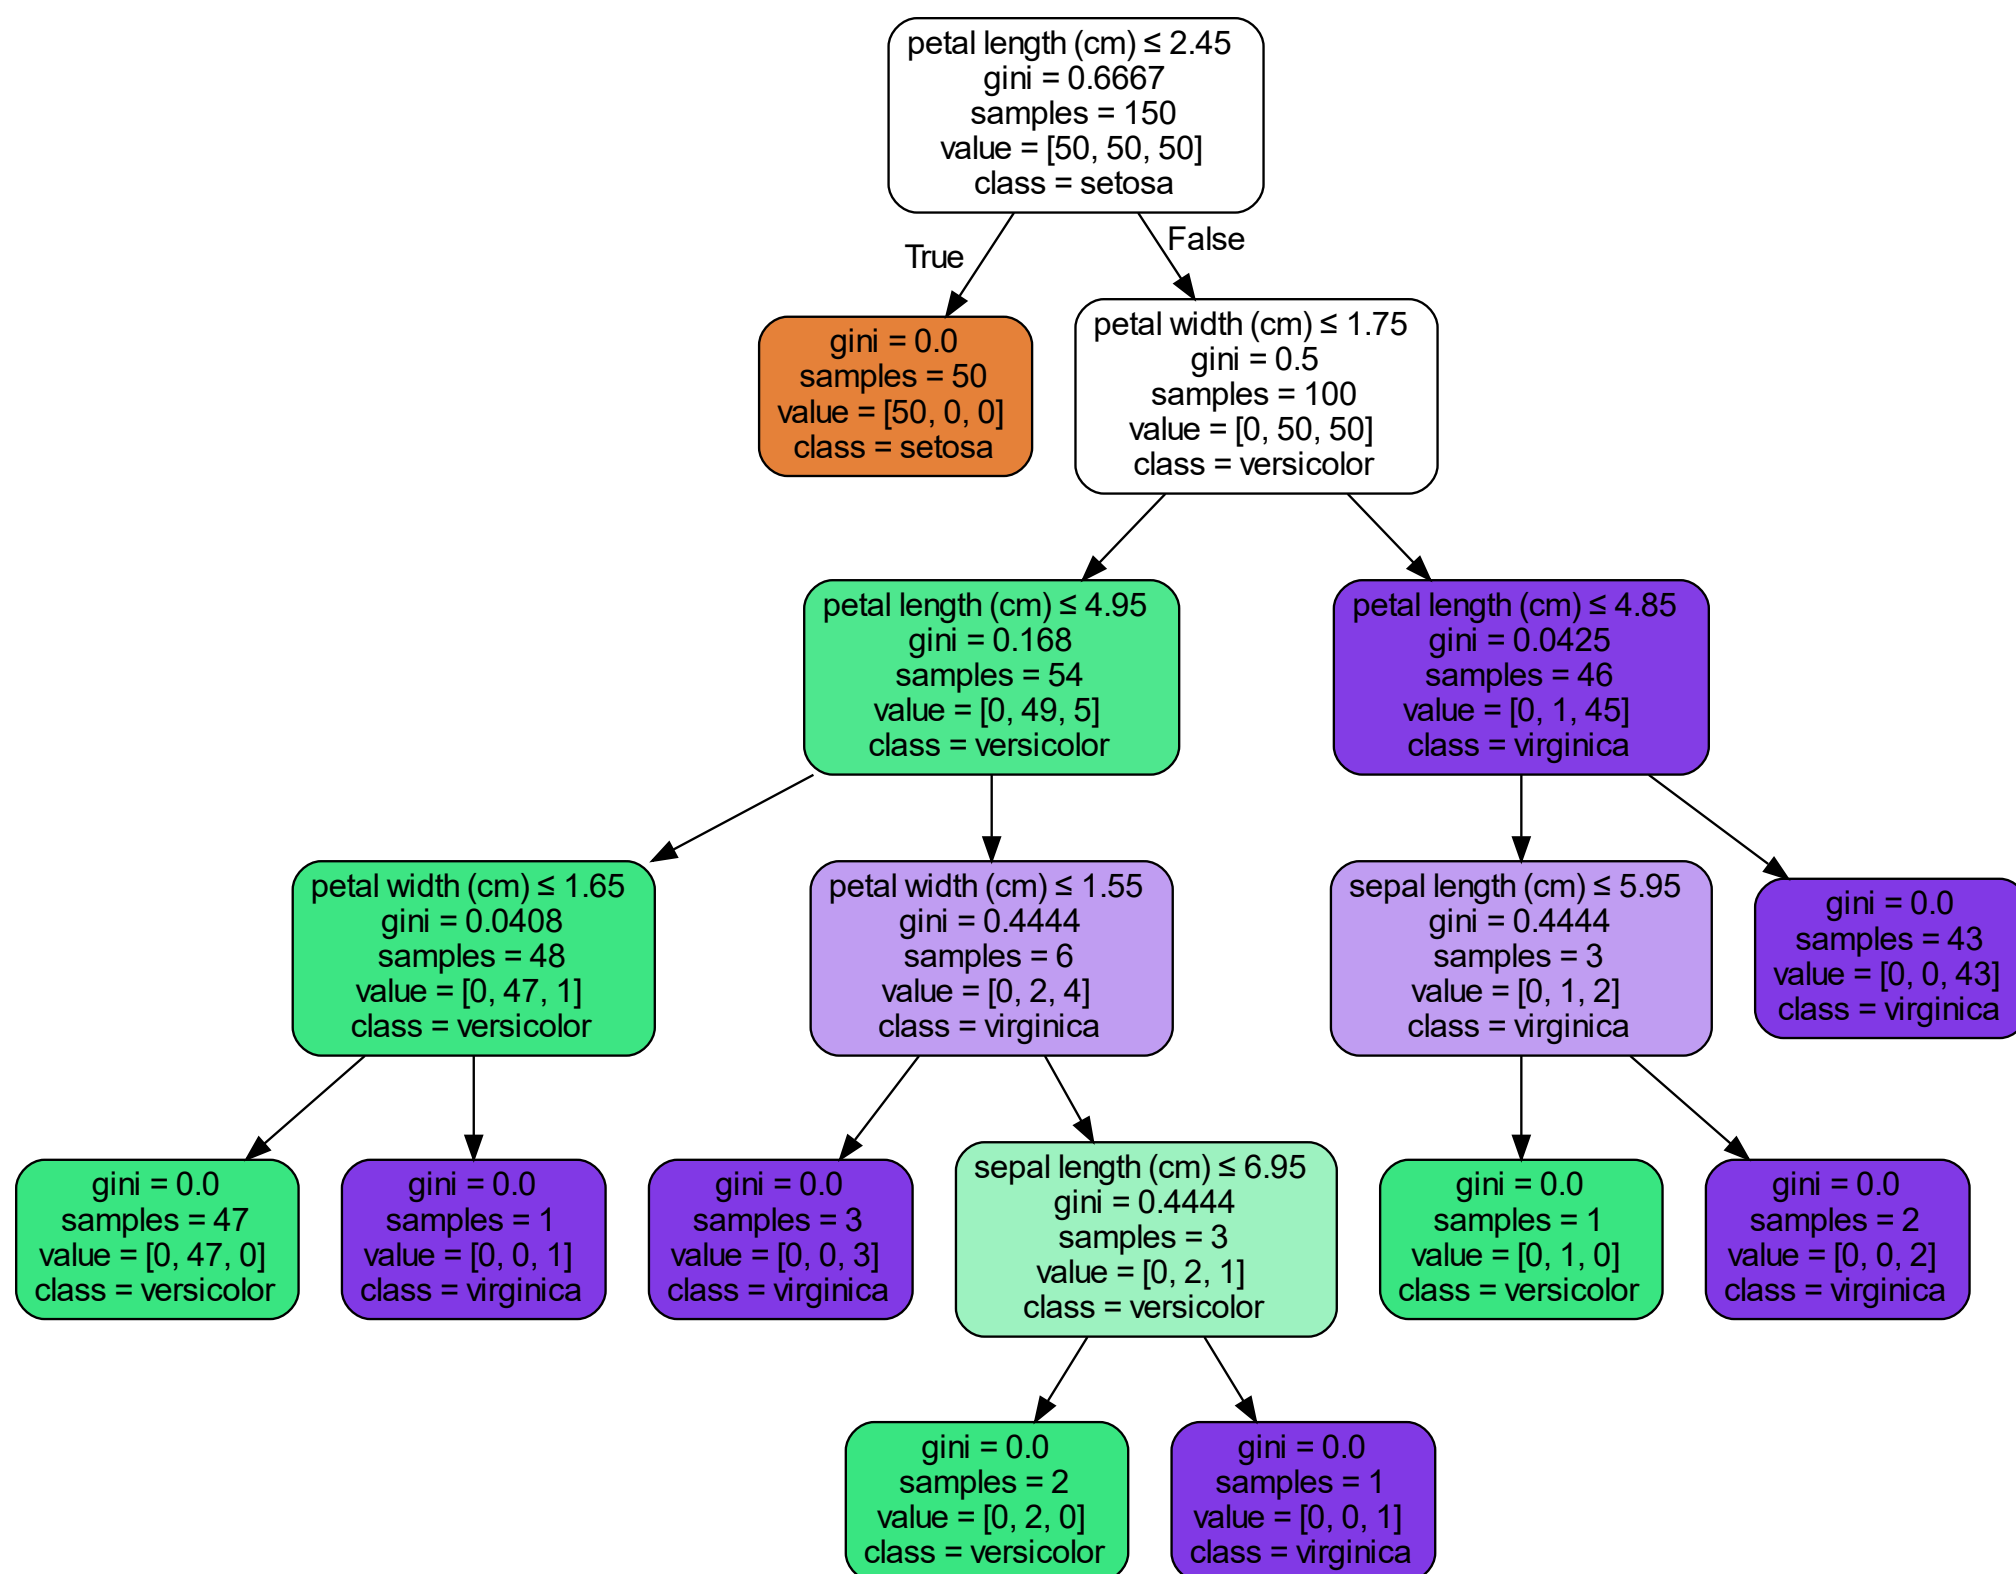 petal length (cm) ≤ 2.45
gini = 0.6667
samples = 150
value = [50, 50, 50]
class = setosa
True
False
gini = 0.0
samples = 50
value = [50, 0, 0]
class = setosa
petal width (cm) ≤ 1.75
gini = 0.5
samples = 100
value = [0, 50, 50]
class = versicolor
petal length (cm) ≤ 4.95
gini = 0.168
samples = 54
value = [0, 49, 5]
class = versicolor
petal length (cm) ≤ 4.85
gini = 0.0425
samples = 46
value = [0, 1, 45]
class = virginica
petal width (cm) ≤ 1.65
gini = 0.0408
samples = 48
value = [0, 47, 1]
class = versicolor
petal width (cm) ≤ 1.55
gini = 0.4444
samples = 6
value = [0, 2, 4]
class = virginica
sepal length (cm) ≤ 5.95
gini = 0.4444
samples = 3
value = [0, 1, 2]
class = virginica
gini = 0.0
samples = 43
value = [0, 0, 43]
class = virginica
gini = 0.0
samples = 47
value = [0, 47, 0]
class = versicolor
gini = 0.0
samples = 1
value = [0, 0, 1]
class = virginica
gini = 0.0
samples = 3
value = [0, 0, 3]
class = virginica
sepal length (cm) ≤ 6.95
gini = 0.4444
samples = 3
value = [0, 2, 1]
class = versicolor
gini = 0.0
samples = 1
value = [0, 1, 0]
class = versicolor
gini = 0.0
samples = 2
value = [0, 0, 2]
class = virginica
gini = 0.0
samples = 2
value = [0, 2, 0]
class = versicolor
gini = 0.0
samples = 1
value = [0, 0, 1]
class = virginica